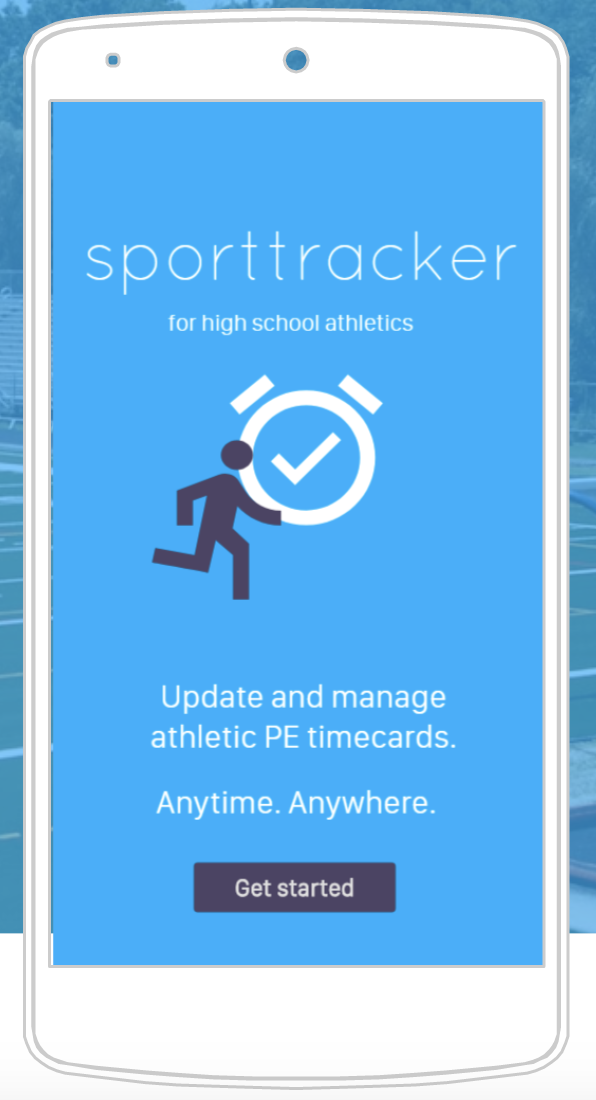 sporttracker
for high school athletics
Update and manage
athletic PE timecards.
Anytime. Anywhere.
Get started